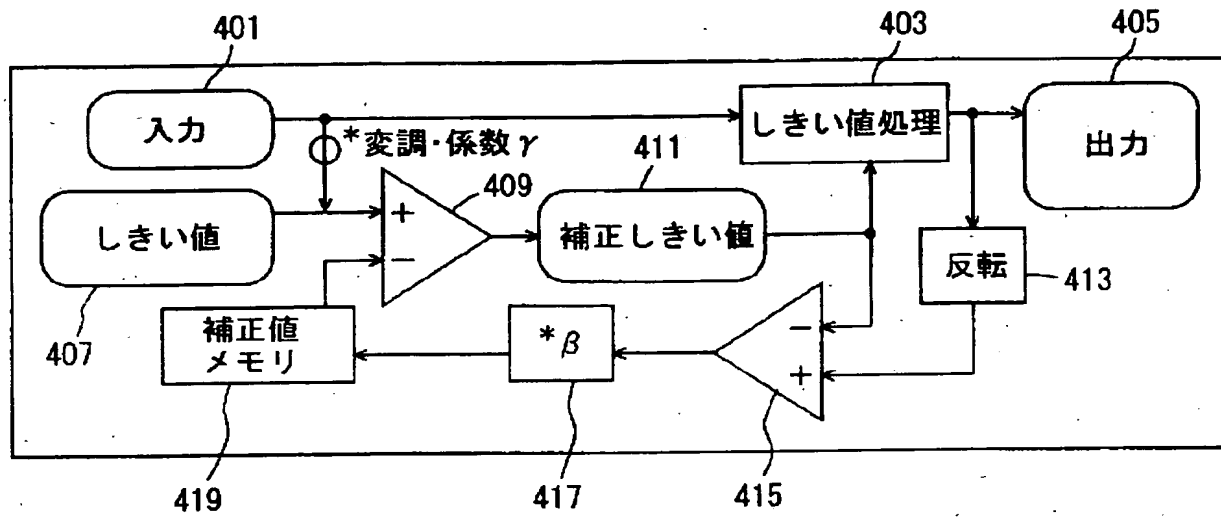 401
403
405
入力
*変調・係数γ
しきい値処理
出力
411
409
しきい値
+
−
補正しきい値
反転
413
407
補正値
メモリ
*β
−
+
419
417
415